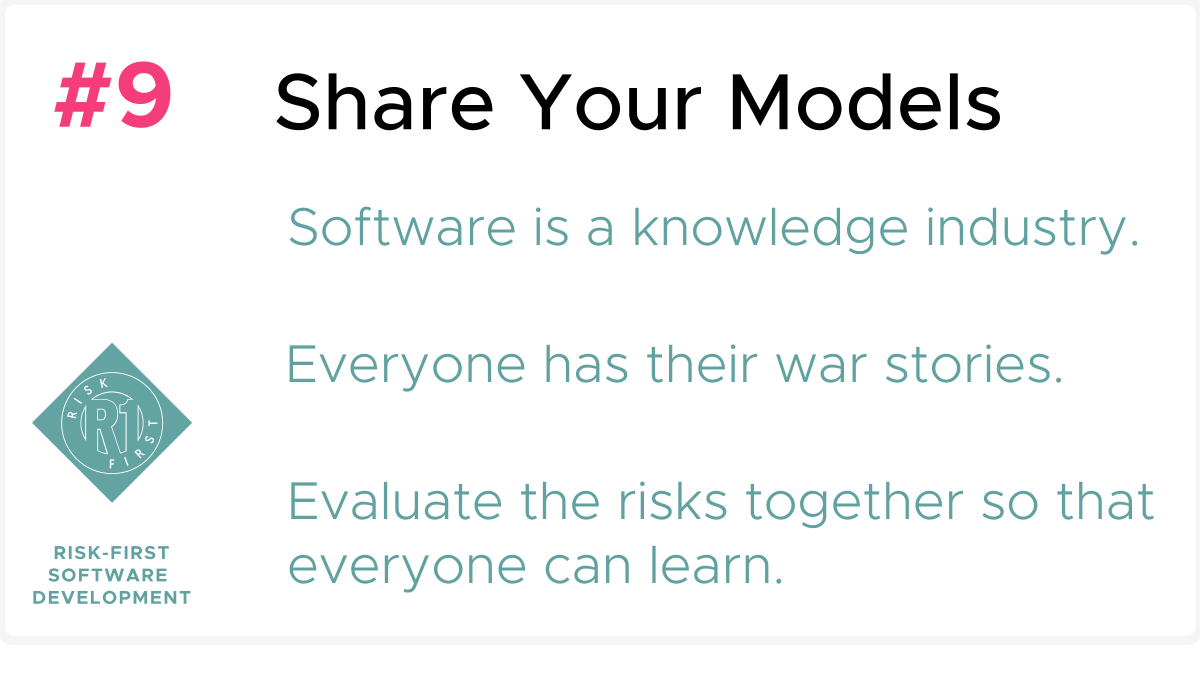 #9
Share Your Models
Software is a knowledge industry.
Everyone has their war stories.
Evaluate the risks together so that
everyone can learn.
RISK
R1
FIRST
RISK-FIRST
SOFTWARE
DEVELOPMENT